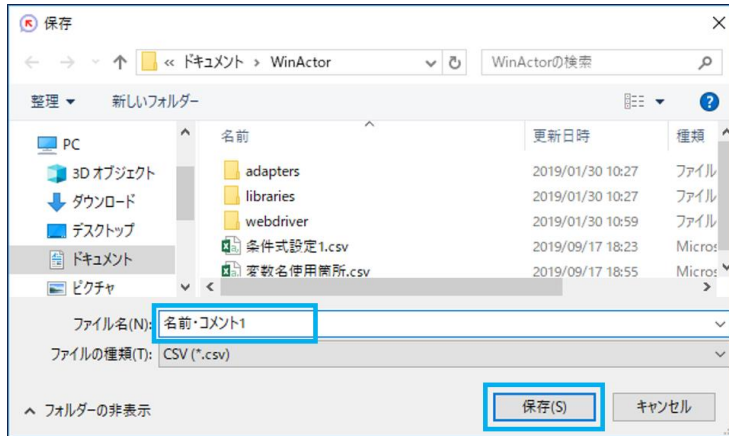 保存
« ドキュメント > WinActor
WinActorの検索
整理 新しいフォルダー
PC
3D オブジェクト
ダウンロード
デスクトップ
ドキュメント
ピクチャ
名前 更新日時 種類
adapters 2019/01/30 10:27 ファイル
libraries 2019/01/30 10:27 ファイル
webdriver 2019/01/30 10:59 ファイル
条件式設定1.csv 2019/09/17 18:23 Micros
変数名使用箇所.csv 2019/09/17 18:55 Micros
ファイル名(N): 名前・コメント1
ファイルの種類(T): CSV (*.csv)
フォルダーの非表示
保存(S) キャンセル